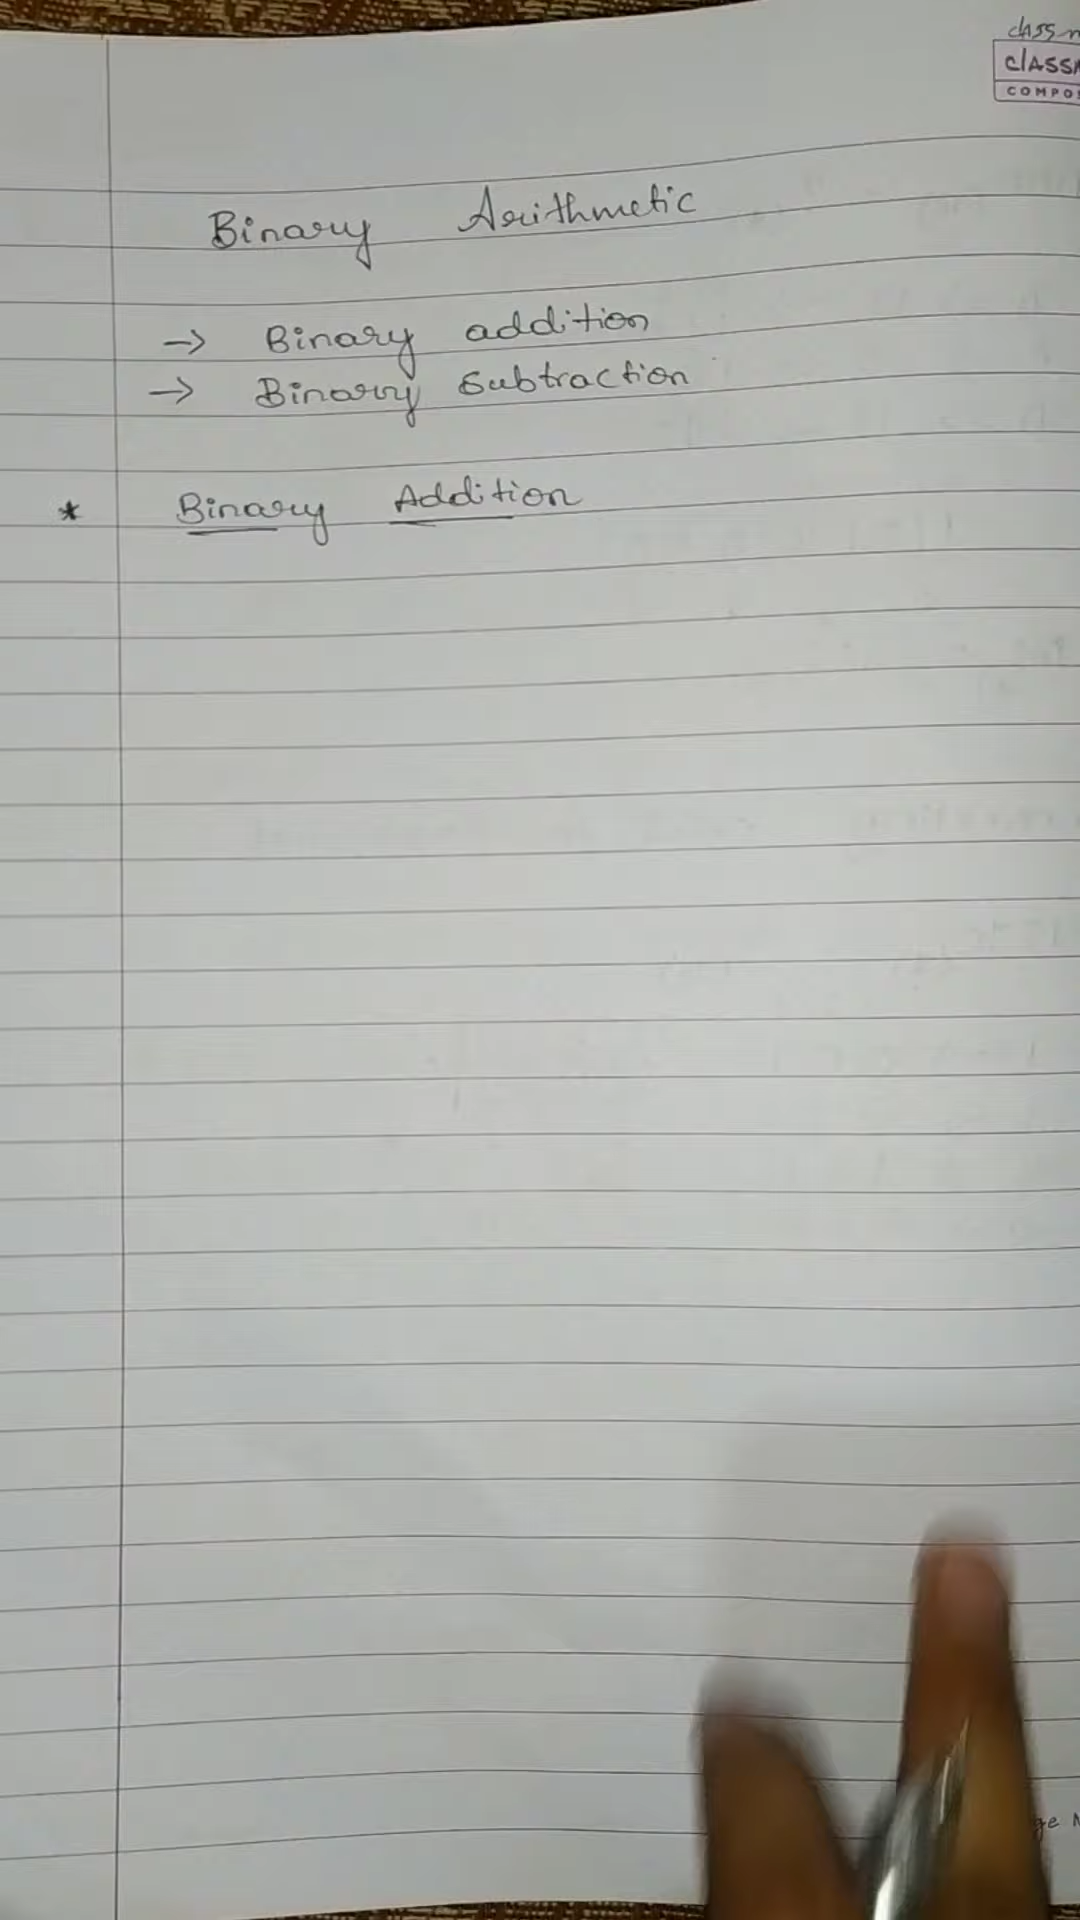 Binary Arithmetic
→ Binary addition
→ Binary Subtraction
* Binary Addition